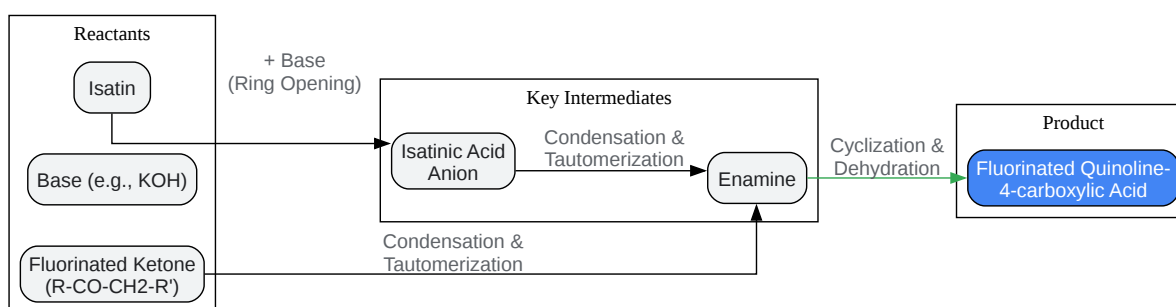 Reactants
Isatin
Base (e.g., KOH)
Fluorinated Ketone
(R-CO-CH2-R')
+ Base
(Ring Opening)
Key Intermediates
Isatinic Acid
Anion
Condensation &
Tautomerization
Enamine
Condensation &
Tautomerization
Cyclization &
Dehydration
Product
Fluorinated Quinoline-
4-carboxylic Acid